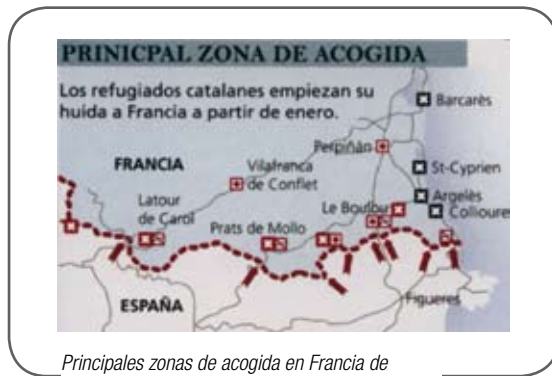 PRINICPAL ZONA DE ACOGIDA
Los refugiados catalanes empiezan su
huída a Francia a partir de enero.
Barcarès
Perpiñán
FRANCIA
Vilafranca
de Conflet
St-Cyprien
Latour
de Carol
Prats de Mollo
Le Boulou
Argelès
Collioure
ESPAÑA
Figueres
Principales zonas de acogida en Francia de